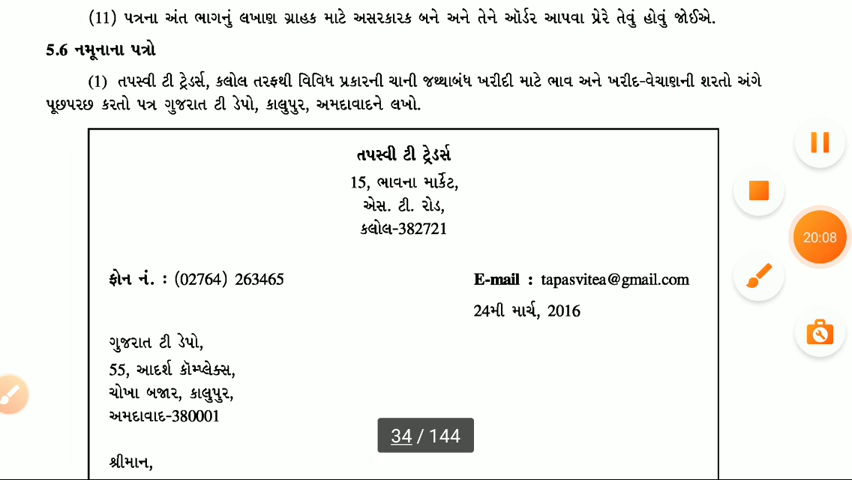 (11) પત્રના અંત ભાગનું લખાણ ગ્રાહક માટે અસરકારક બને અને તેને ઑર્ડર આપવા પ્રેરે તેવું હોવું જોઈએ.
5.6 નમૂનાના પત્રો
(1) તપસ્વી ટી ટ્રેડર્સ, કલોલ તરફથી વિવિધ પ્રકારની ચાની જથ્થાબંધ ખરીદી માટે ભાવ અને ખરીદ-વેચાણની શરતો અંગે
પૂછપરછ કરતો પત્ર ગુજરાત ટી ડેપો, કાલુપુર, અમદાવાદને લખો.
તપસ્વી ટી ટ્રેડર્સ
15, ભાવના માર્કેટ,
એસ. ટી. રોડ,
કલોલ-382721
ફોન નં. : (02764) 263465
E-mail : tapasvitea@gmail.com
24મી માર્ચ, 2016
ગુજરાત ટી ડેપો,
55, આદર્શ કૉમ્પ્લેક્સ,
ચોખા બજાર, કાલુપુર,
અમદાવાદ-380001
શ્રીમાન,
34 / 144
20:08